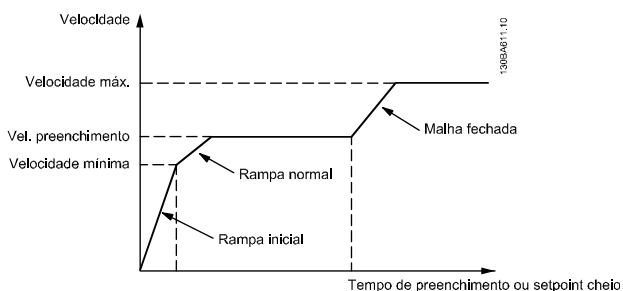 Velocidade
130BA611.10
Velocidade máx.
Malha fechada
Vel. preenchimento
Velocidade mínima
Rampa normal
Rampa inicial
Tempo de preenchimento ou setpoint cheio